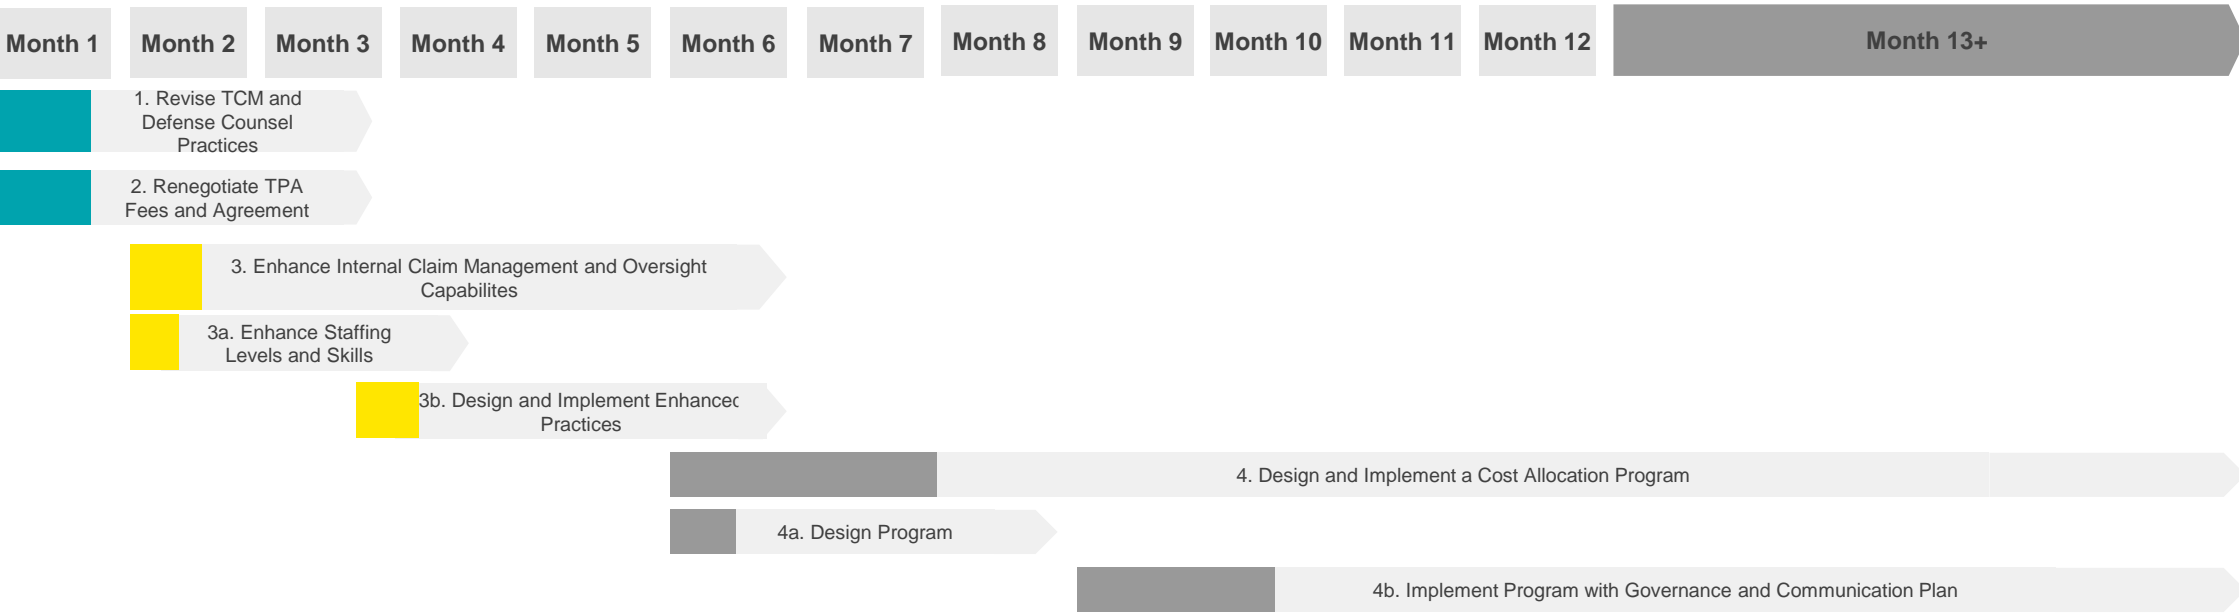 Month 1
Month 2
Month 3
Month 4
Month 5
Month 6
Month 7
Month 8
Month 9
Month 10
Month 11
Month 12
Month 13+
1. Revise TCM and
Defense Counsel
Practices
2. Renegotiate TPA
Fees and Agreement
3. Enhance Internal Claim Management and Oversight
Capabilites
3a. Enhance Staffing
Levels and Skills
3b. Design and Implement Enhanced
Practices
4. Design and Implement a Cost Allocation Program
4a. Design Program
4b. Implement Program with Governance and Communication Plan